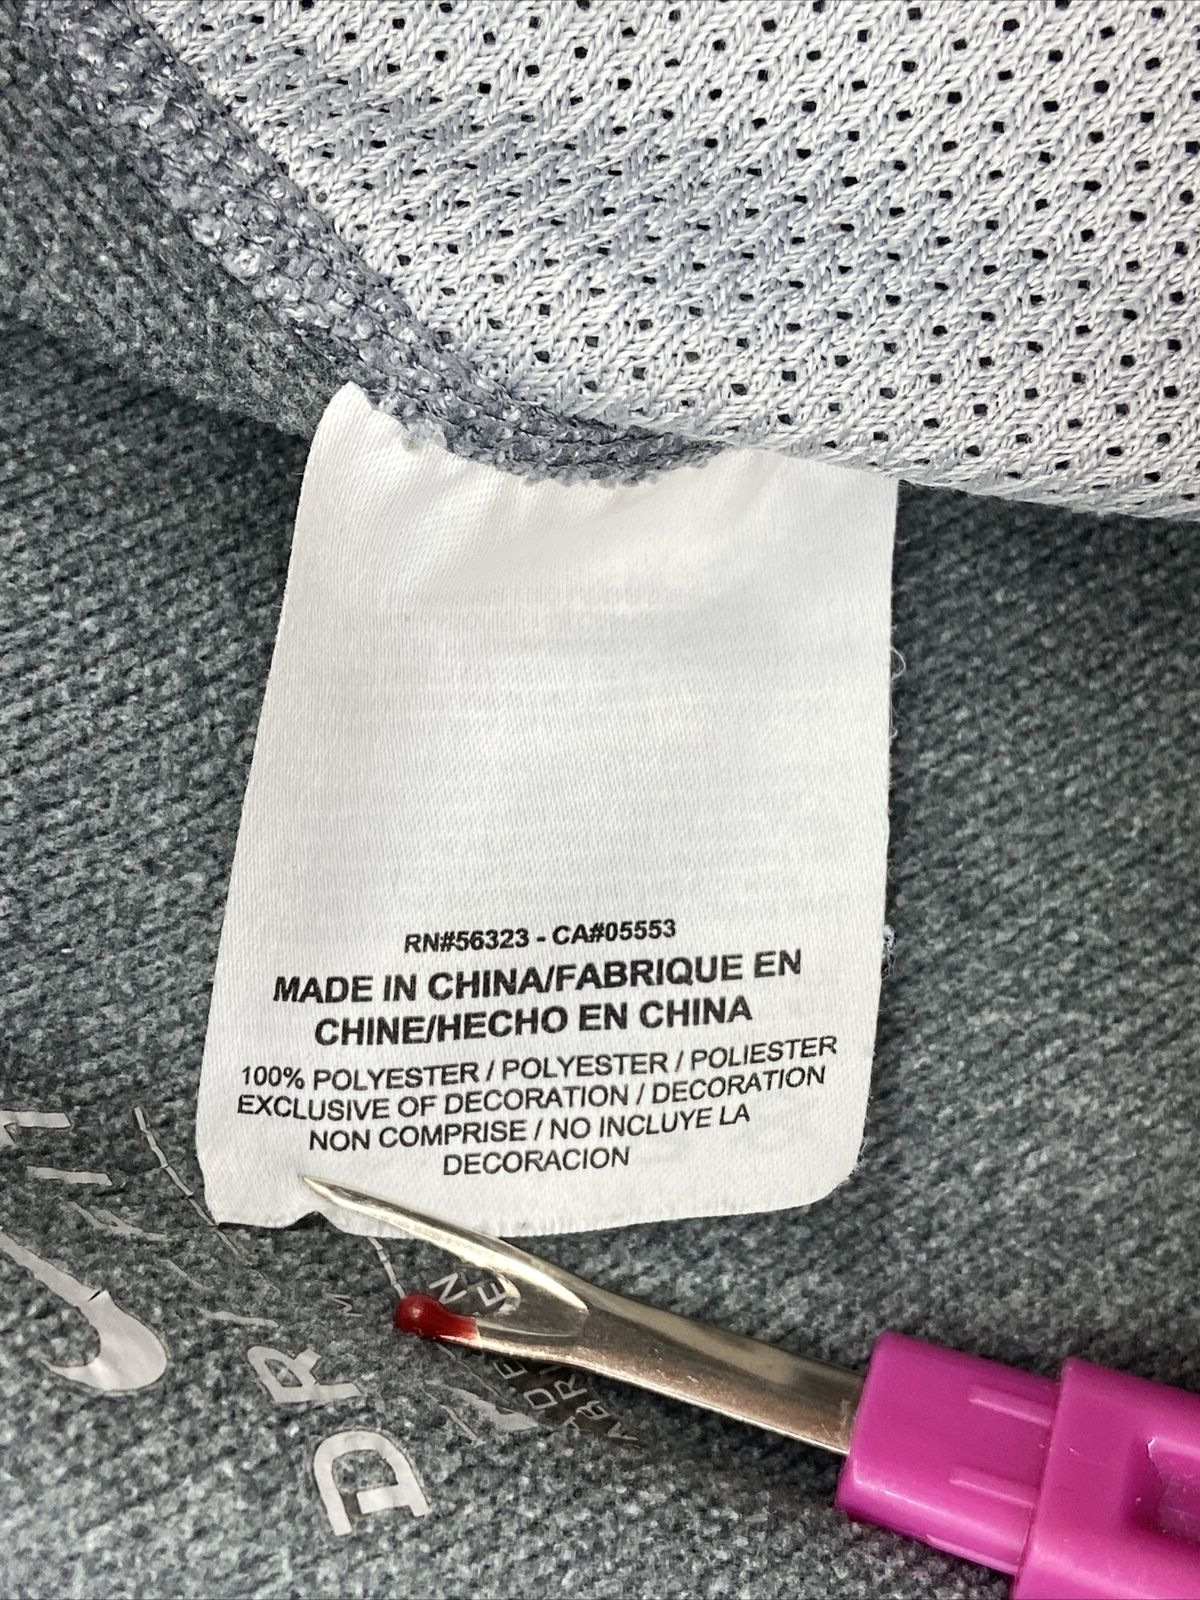 RN#56323 - CA#05553
MADE IN CHINA/FABRIQUE EN
CHINE/HECHO EN CHINA
100% POLYESTER / POLYESTER / POLIESTER
EXCLUSIVE OF DECORATION / DECORATION
NON COMPRISE / NO INCLUYE LA
DECORACION